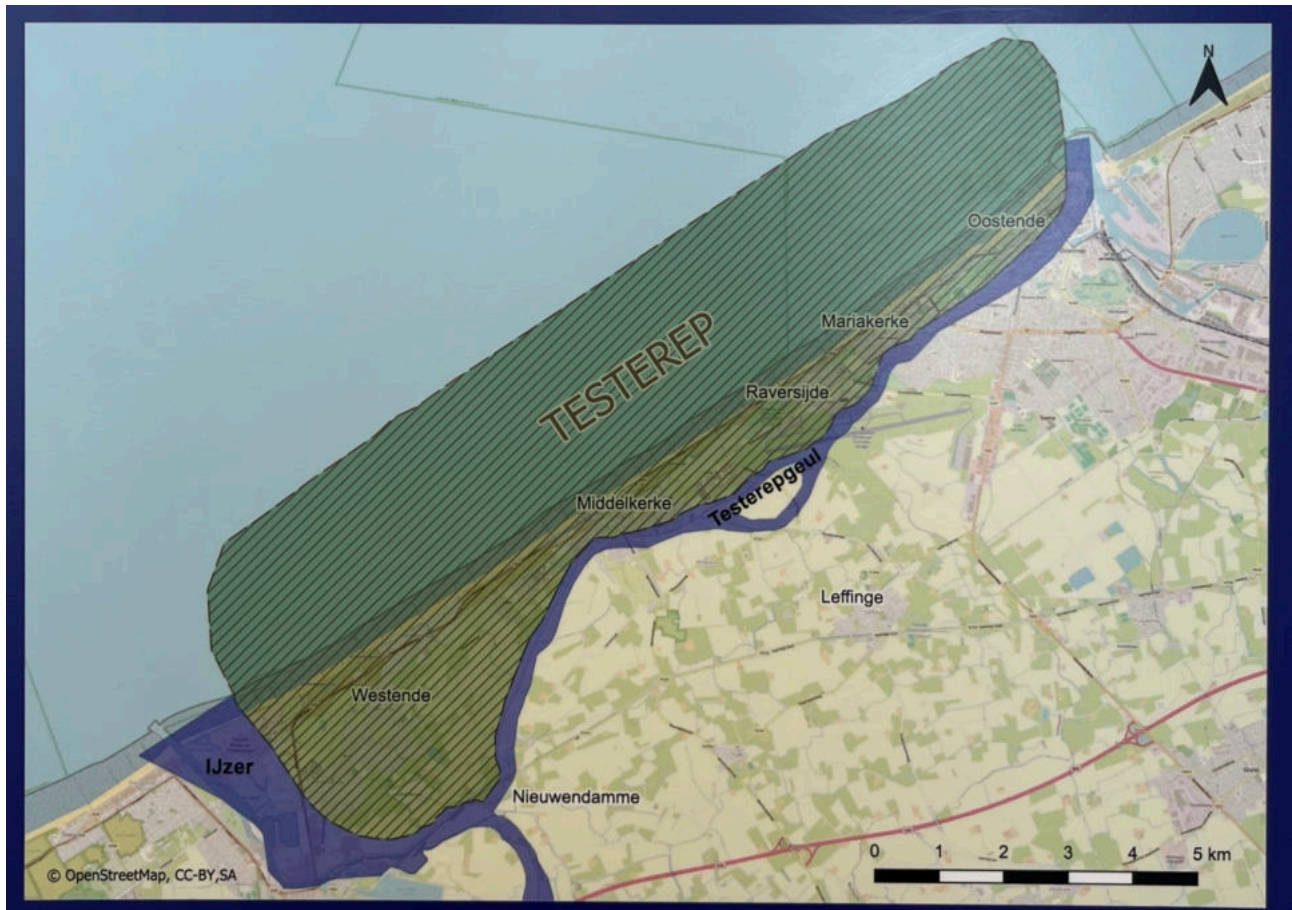 N
Oostende
Mariakerke
TESTEREP
Raversijde
Testerepgeul
Middelkerke
Leffinge
Westende
IJzer
Nieuwendamme
0 1 2 3 4 5 km
© OpenStreetMap, CC-BY,SA